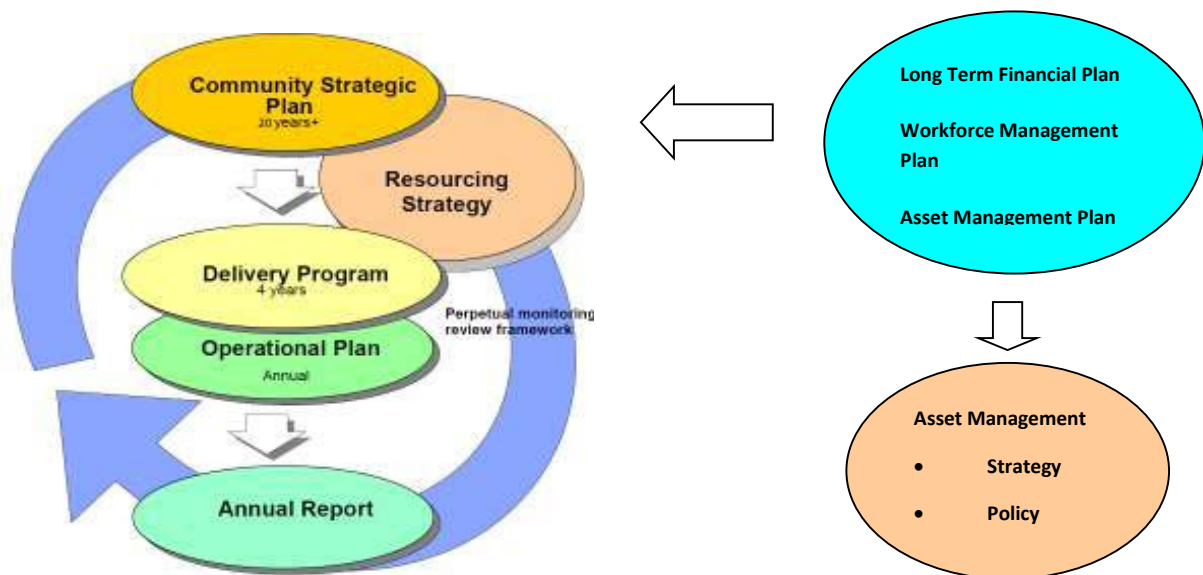 Community Strategic
Plan
20 years+
Resourcing
Strategy
Delivery Program
4 years
Perpetual monitoring
review framework
Operational Plan
Annual
Annual Report
Long Term Financial Plan
Workforce Management
Plan
Asset Management Plan
Asset Management
• Strategy
• Policy